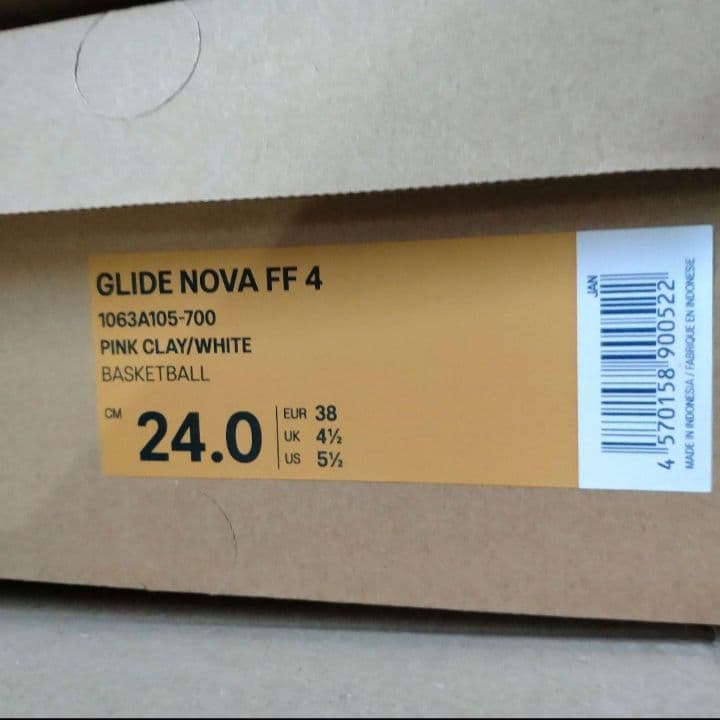 GLIDE NOVA FF 4
1063A105-700
PINK CLAY/WHITE
BASKETBALL
CM 24.0
EUR 38
UK 4½
US 5½
JAN
4 570158 900522
MADE IN INDONESIA / FABRIQUE EN INDONESIE